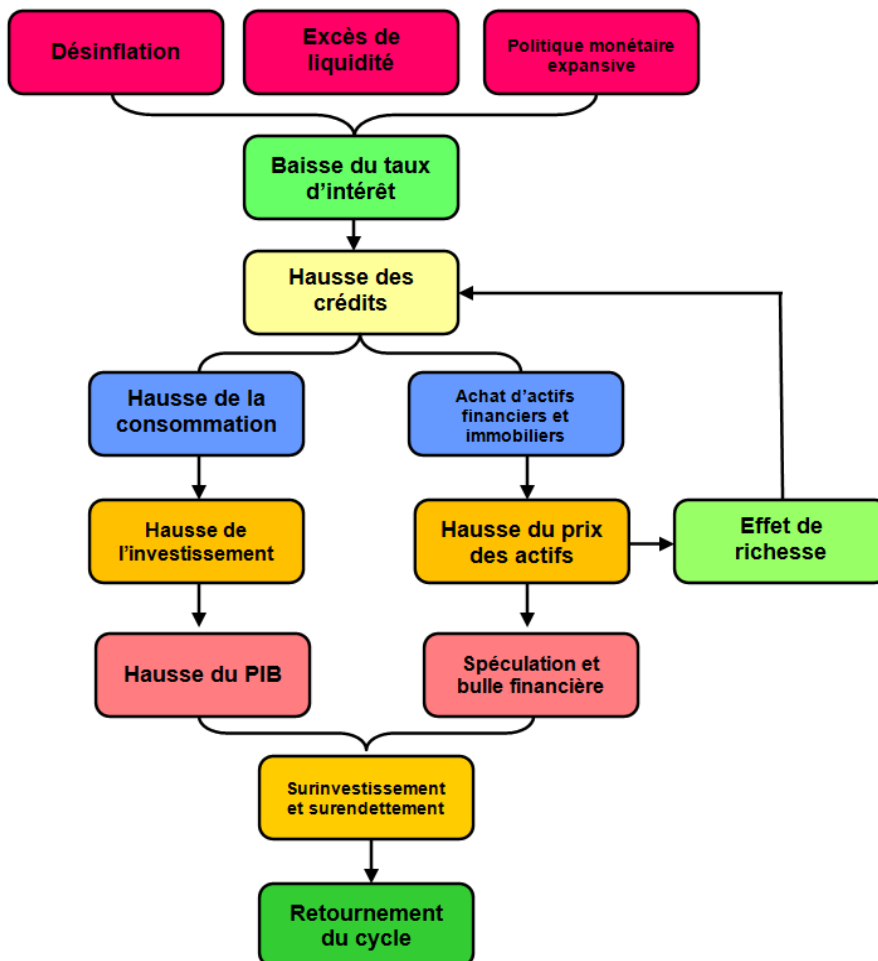 Désinflation
Excès de
liquidité
Politique monétaire
expansive
Baisse du taux
d’intérêt
Hausse des
crédits
Hausse de la
consommation
Achat d’actifs
financiers et
immobiliers
Hausse de
l’investissement
Hausse du prix
des actifs
Effet de
richesse
Hausse du PIB
Spéculation et
bulle financière
Surinvestissement
et surendettement
Retournement
du cycle